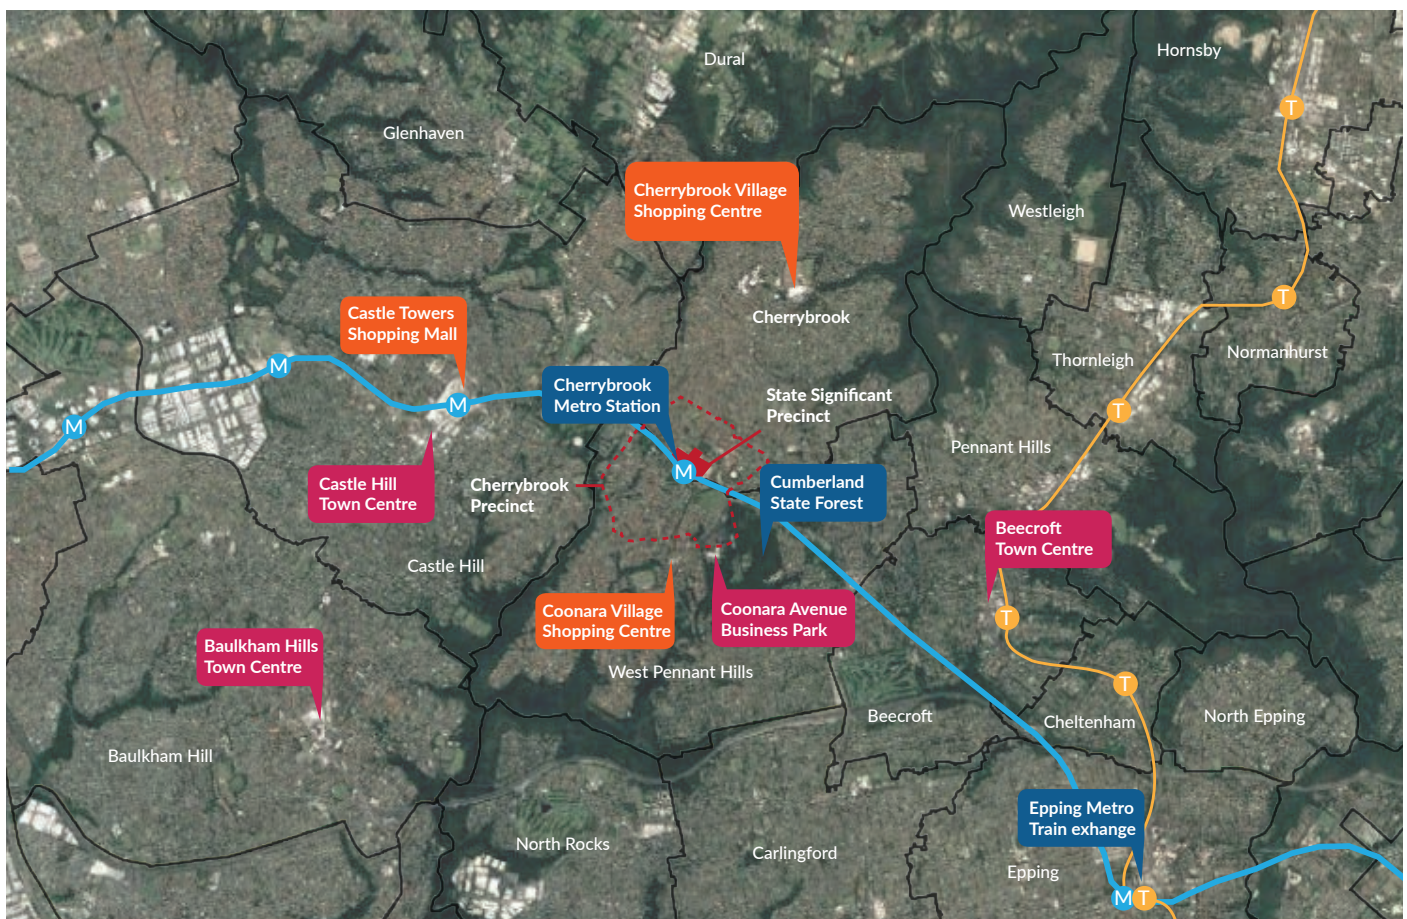 Dural
Hornsby
T
Glenhaven
Cherrybrook Village
Shopping Centre
Westleigh
T
Castle Towers
Shopping Mall
Cherrybrook
Thornleigh
Normanhurst
M
Cherrybrook
Metro Station
State Significant
Precinct
M
T
M
Pennant Hills
M
Castle Hill
Town Centre
Cherrybrook
Precinct
Cumberland
State Forest
Beecroft
Town Centre
Castle Hill
Coonara Village
Shopping Centre
Coonara Avenue
Business Park
T
Baulkham Hills
Town Centre
West Pennant Hills
T
Beecroft
Cheltenham
North Epping
Baulkham Hill
Epping Metro
Train exhange
North Rocks
Carlingford
Epping
M
T